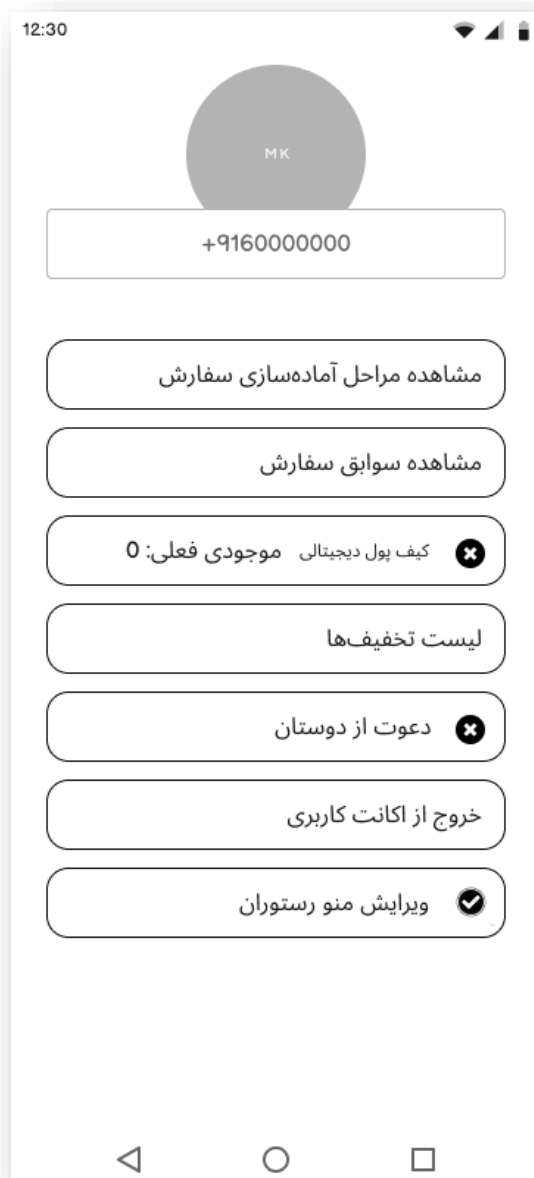 12:30
MK
+9160000000
مشاهده مراحل آماده‌سازی سفارش
مشاهده سوابق سفارش
کیف پول دیجیتالی موجودی فعلی: 0
لیست تخفیف‌ها
دعوت از دوستان
خروج از اکانت کاربری
ویرایش منو رستوران